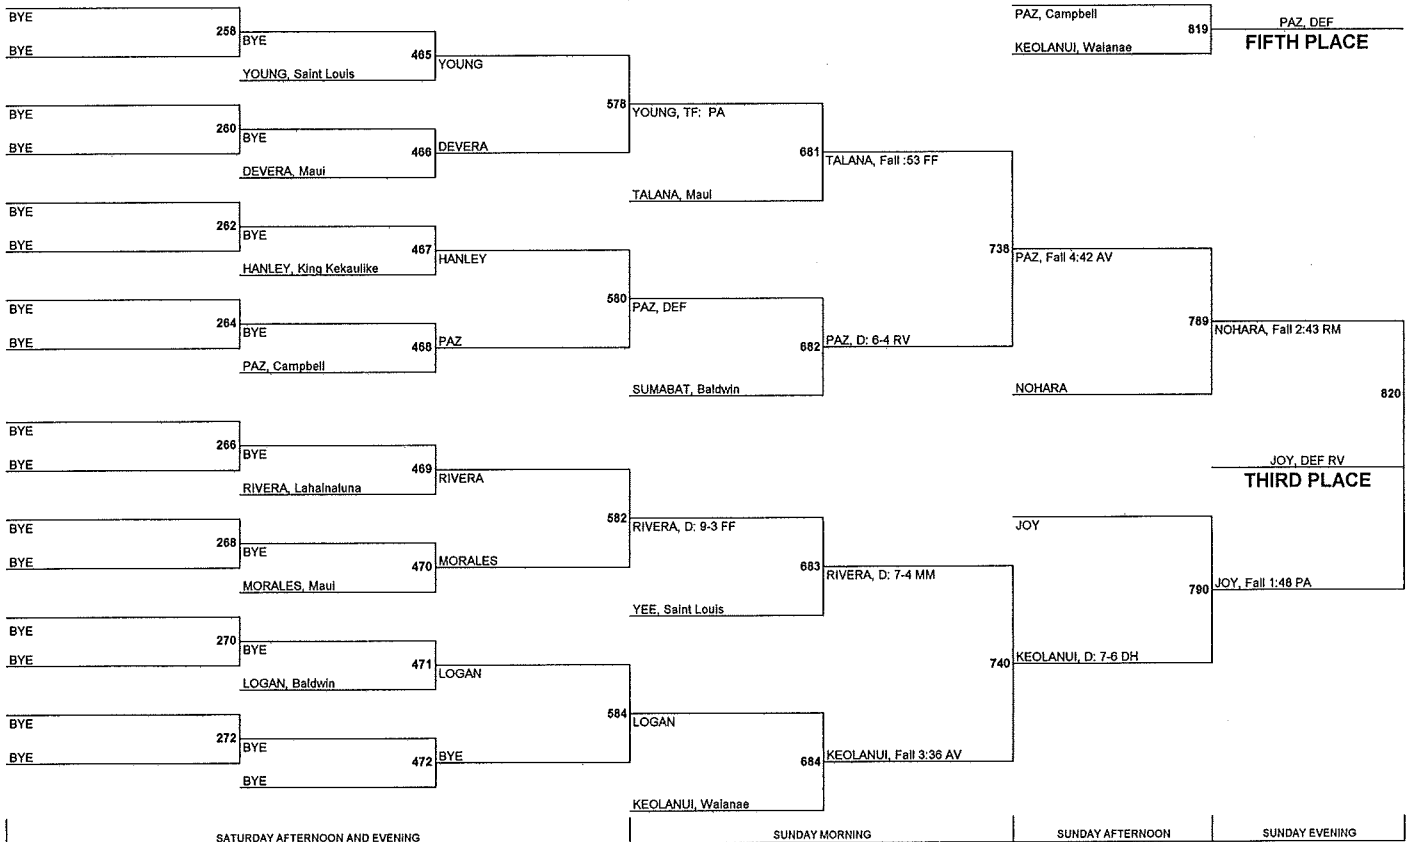 BYE
258
BYE
BYE
465
YOUNG, Saint Louis
YOUNG
BYE
260
BYE
BYE
466
DEVERA, Maui
DEVERA
578
YOUNG, TF: PA
BYE
262
BYE
BYE
467
HANLEY, King Kekaulike
HANLEY
BYE
264
BYE
BYE
468
PAZ, Campbell
PAZ
580
PAZ, DEF
BYE
266
BYE
BYE
469
RIVERA, Lahainaluna
RIVERA
BYE
268
BYE
BYE
470
MORALES, Maui
MORALES
582
RIVERA, D: 9-3 FF
BYE
270
BYE
BYE
471
LOGAN, Baldwin
LOGAN
BYE
272
BYE
BYE
472
BYE
BYE
584
LOGAN
TALANA, Maui
681
TALANA, Fall :53 FF
SUMABAT, Baldwin
682
PAZ, D: 6-4 RV
YEE, Saint Louis
683
RIVERA, D: 7-4 MM
KEOLANUI, Waianae
684
KEOLANUI, Fall 3:36 AV
738
PAZ, Fall 4:42 AV
NOHARA
789
NOHARA, Fall 2:43 RM
JOY
740
KEOLANUI, D: 7-6 DH
790
JOY, Fall 1:48 PA
820
JOY, DEF RV
THIRD PLACE
PAZ, Campbell
819
KEOLANUI, Waianae
PAZ, DEF
FIFTH PLACE
SATURDAY AFTERNOON AND EVENING
SUNDAY MORNING
SUNDAY AFTERNOON
SUNDAY EVENING